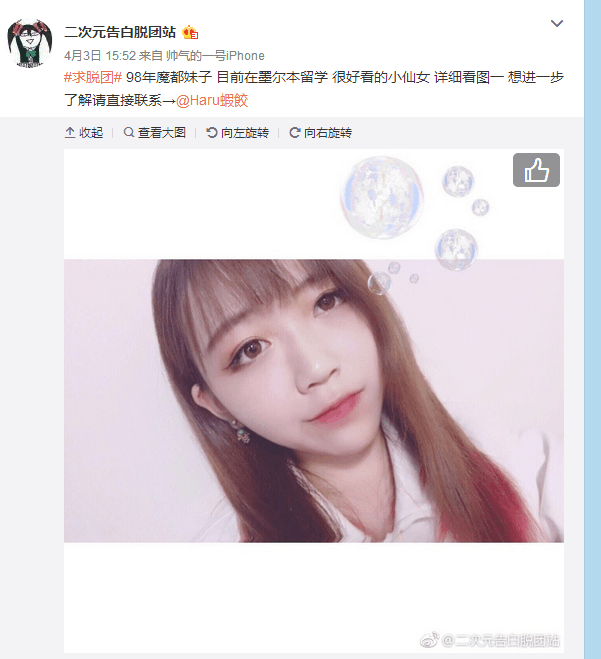 二次元告白脱团站
4月3日 15:52 来自 帅气的一号iPhone
#求脱团# 98年魔都妹子 目前在墨尔本留学 很好看的小仙女 详细看图一 想进一步
了解请直接联系→@Haru蝦餃
收起 查看大图 向左旋转 向右旋转
@二次元告白脱团站